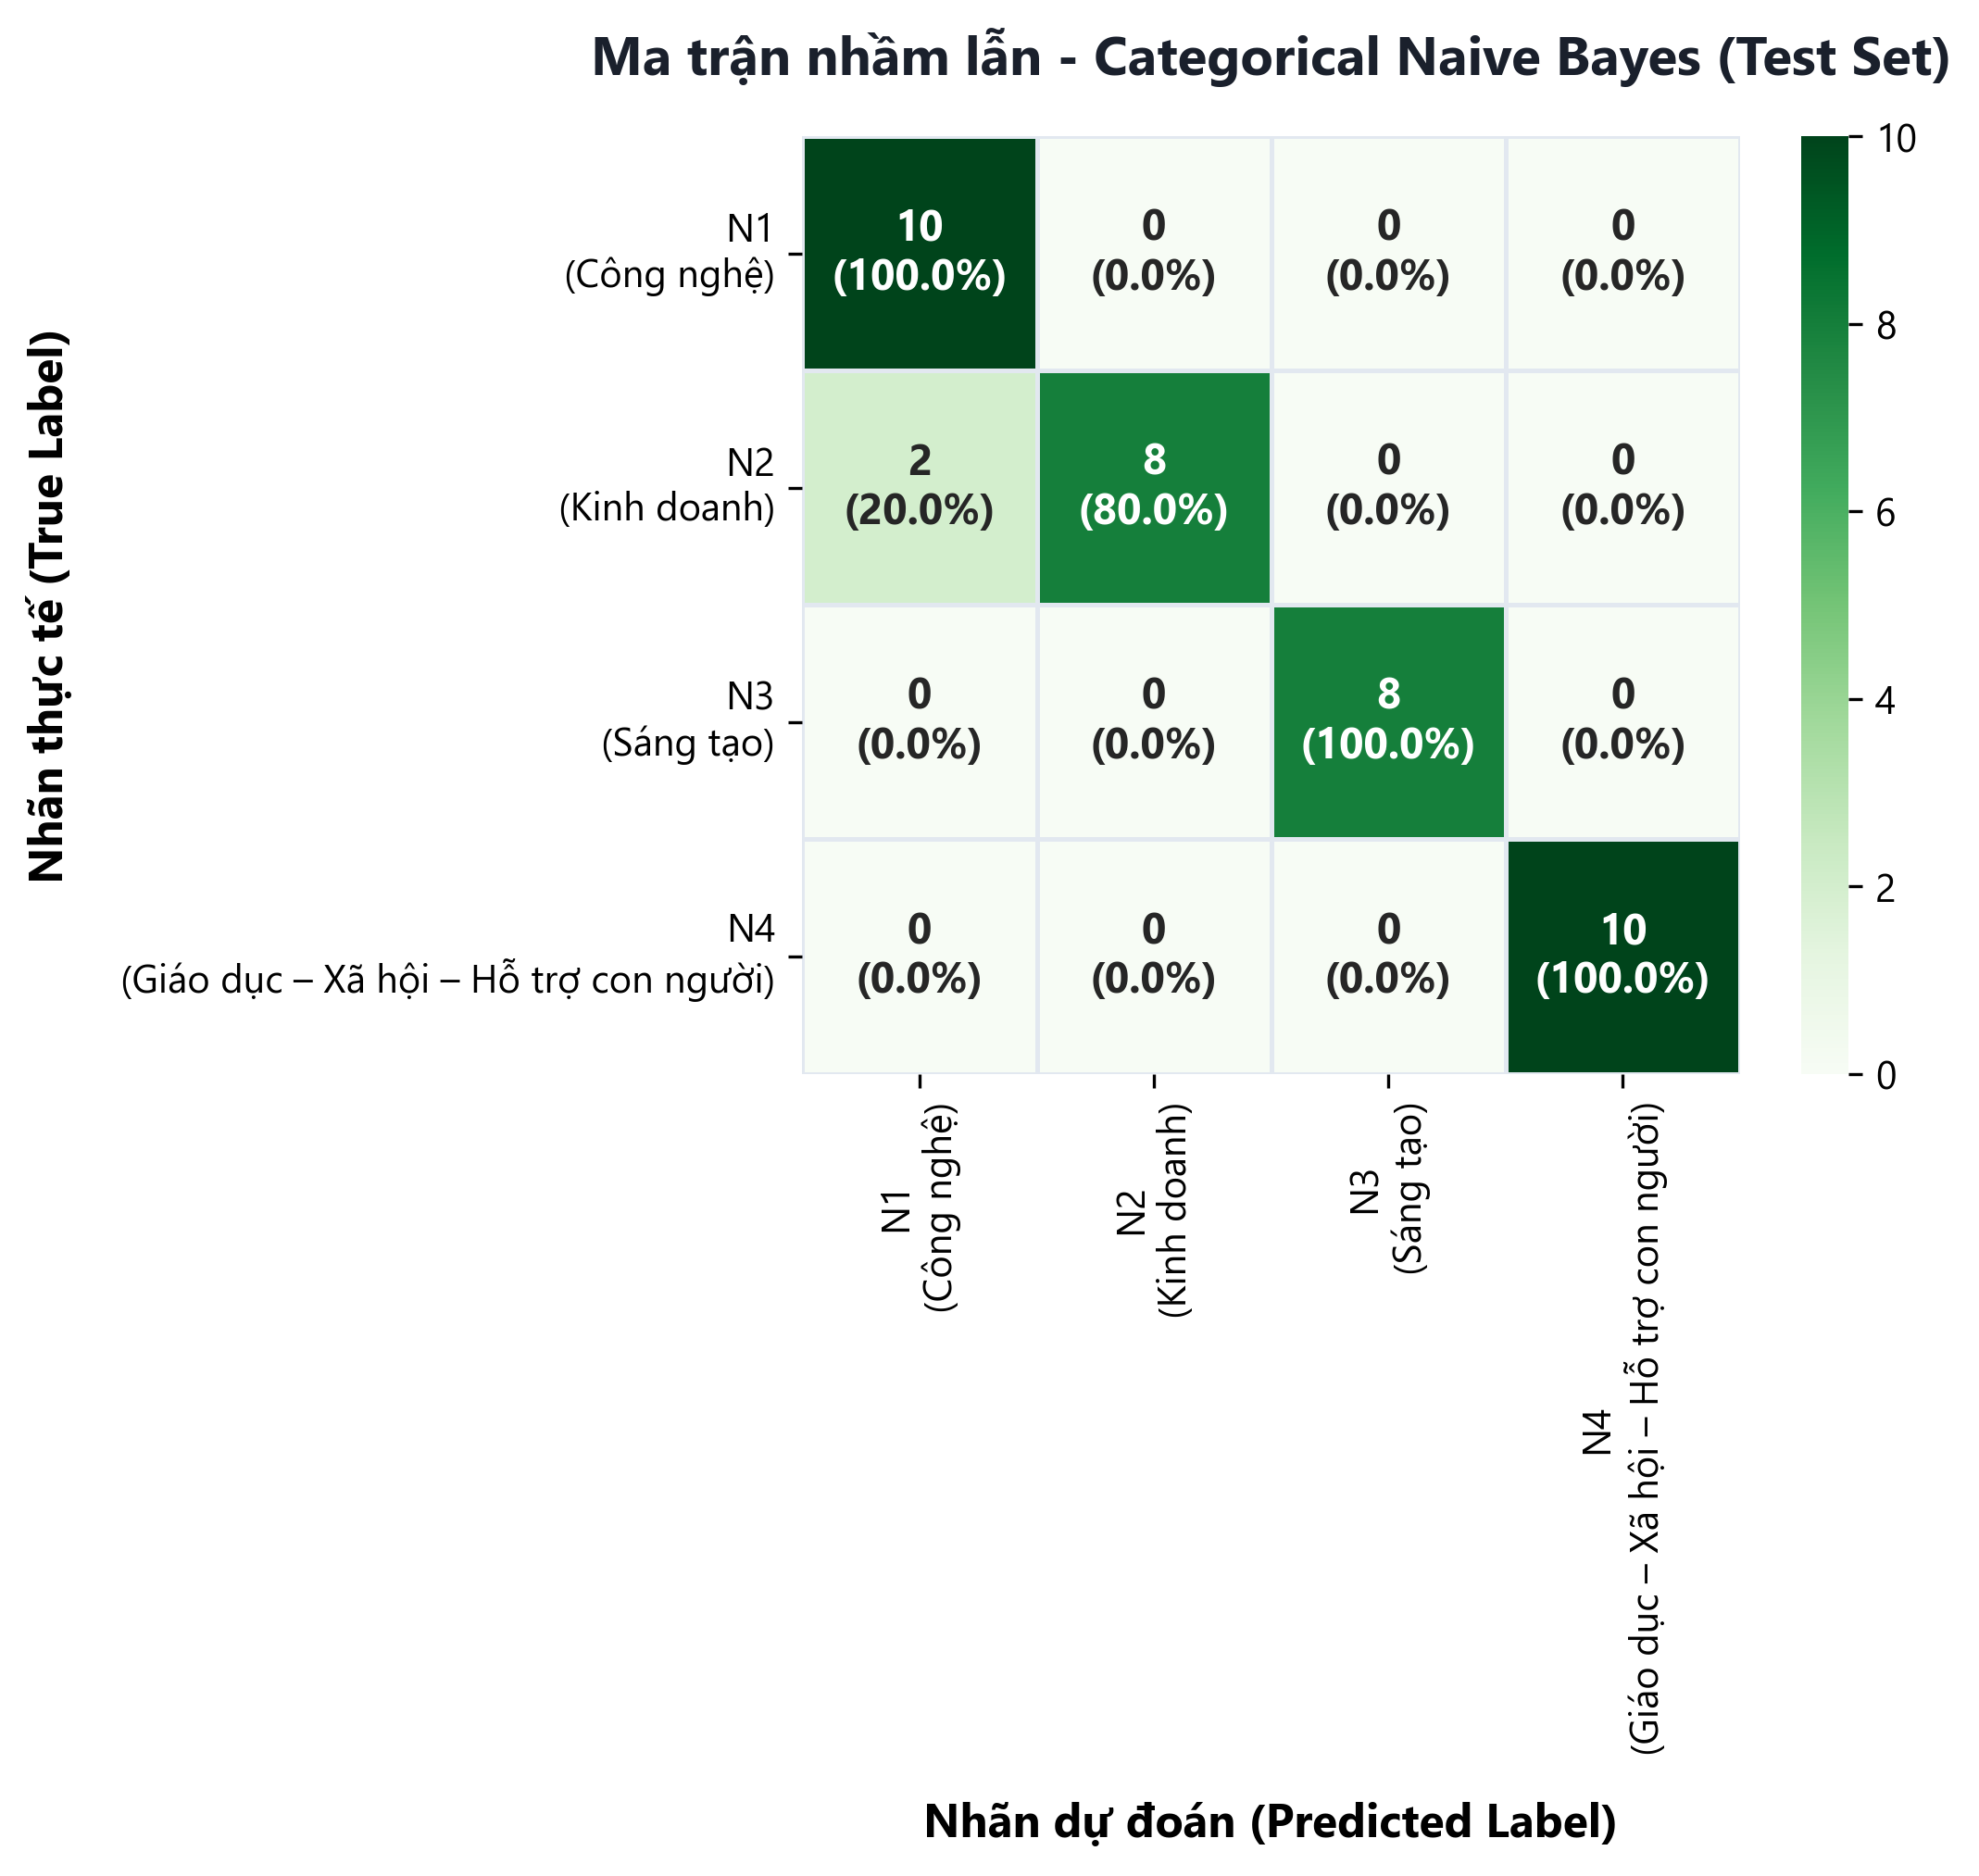 Ma trận nhầm lẫn - Categorical Naive Bayes (Test Set)
Nhãn thực tế (True Label)
N1
(Công nghệ)
10
(100.0%)
0
(0.0%)
0
(0.0%)
0
(0.0%)
N2
(Kinh doanh)
2
(20.0%)
8
(80.0%)
0
(0.0%)
0
(0.0%)
N3
(Sáng tạo)
0
(0.0%)
0
(0.0%)
8
(100.0%)
0
(0.0%)
N4
(Giáo dục – Xã hội – Hỗ trợ con người)
0
(0.0%)
0
(0.0%)
0
(0.0%)
10
(100.0%)
10
8
6
4
2
0
N1
(Công nghệ)
N2
(Kinh doanh)
N3
(Sáng tạo)
N4
(Giáo dục – Xã hội – Hỗ trợ con người)
Nhãn dự đoán (Predicted Label)